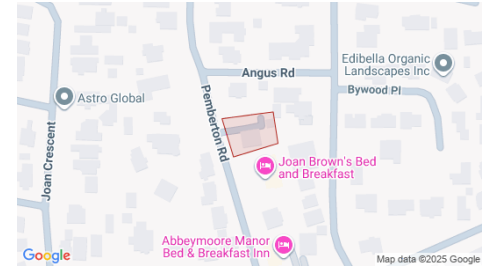 Angus Rd
Edibella Organic
Landscapes Inc
Bywood Pl
Astro Global
Pemberton Rd
Joan Crescent
Joan Brown's Bed
and Breakfast
Abbeymoore Manor
Bed & Breakfast Inn
Google
Map data ©2025 Google